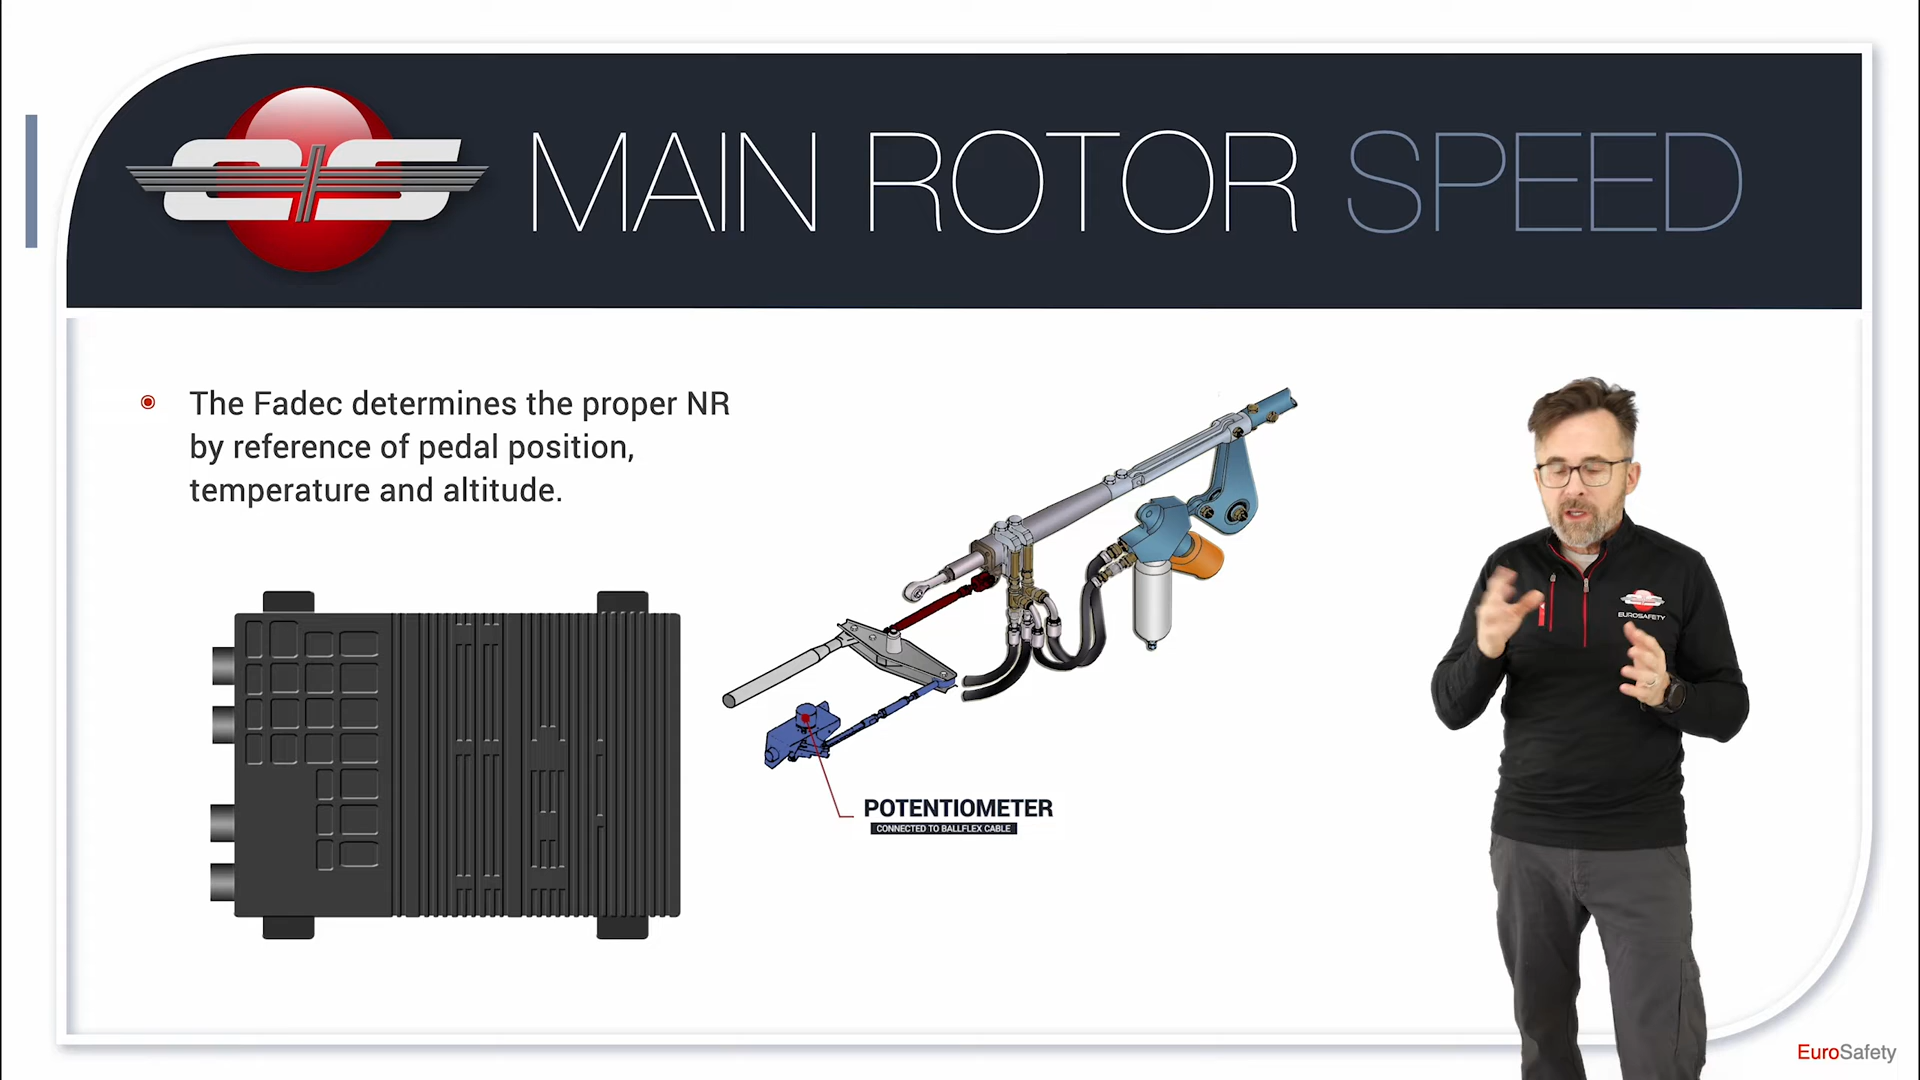 MAIN ROTOR SPEED
The Fadec determines the proper NR
by reference of pedal position,
temperature and altitude.
POTENTIOMETER
CONNECTED TO BALLFLEX CABLE
EUROSAFETY
EuroSafety